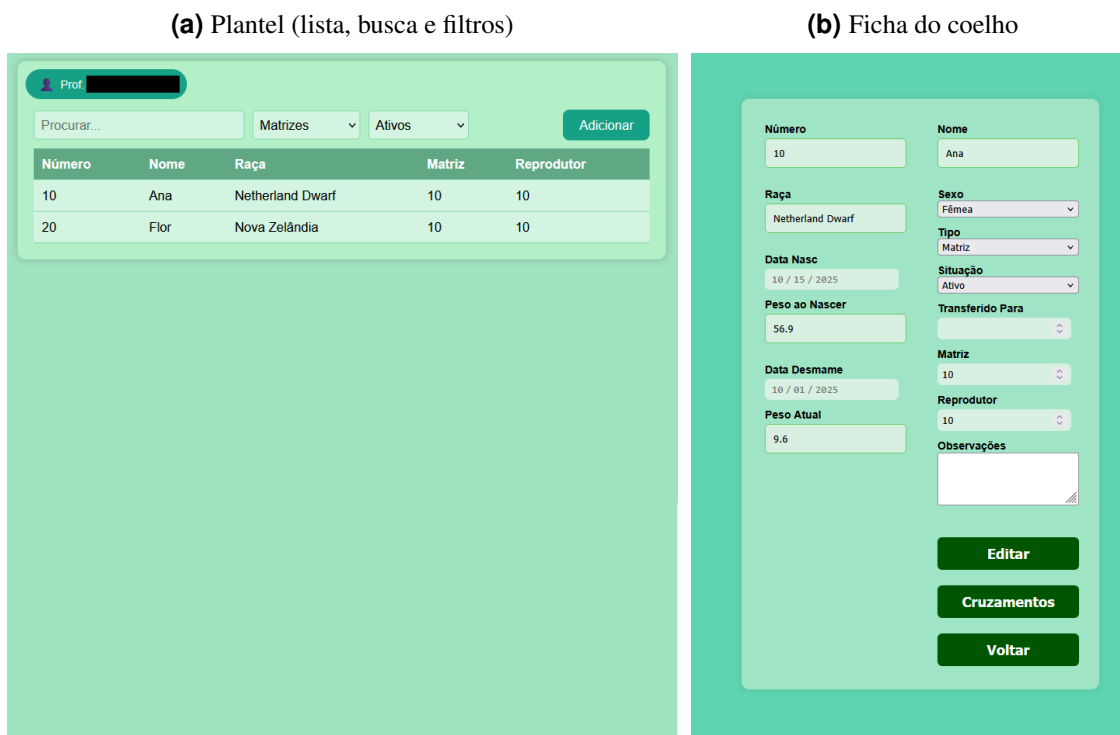 (a) Plantel (lista, busca e filtros)
Prof.
Procurar...
Matrizes
Ativos
Adicionar
Número Nome Raça Matriz Reprodutor
10 Ana Netherland Dwarf 10 10
20 Flor Nova Zelândia 10 10
(b) Ficha do coelho
Número
10
Nome
Ana
Raça
Netherland Dwarf
Sexo
Fêmea
Tipo
Matriz
Data Nasc
10 / 15 / 2025
Situação
Ativo
Peso ao Nascer
56.9
Transferido Para
Matriz
10
Data Desmame
10 / 01 / 2025
Reprodutor
10
Peso Atual
9.6
Observações
Editar
Cruzamentos
Voltar